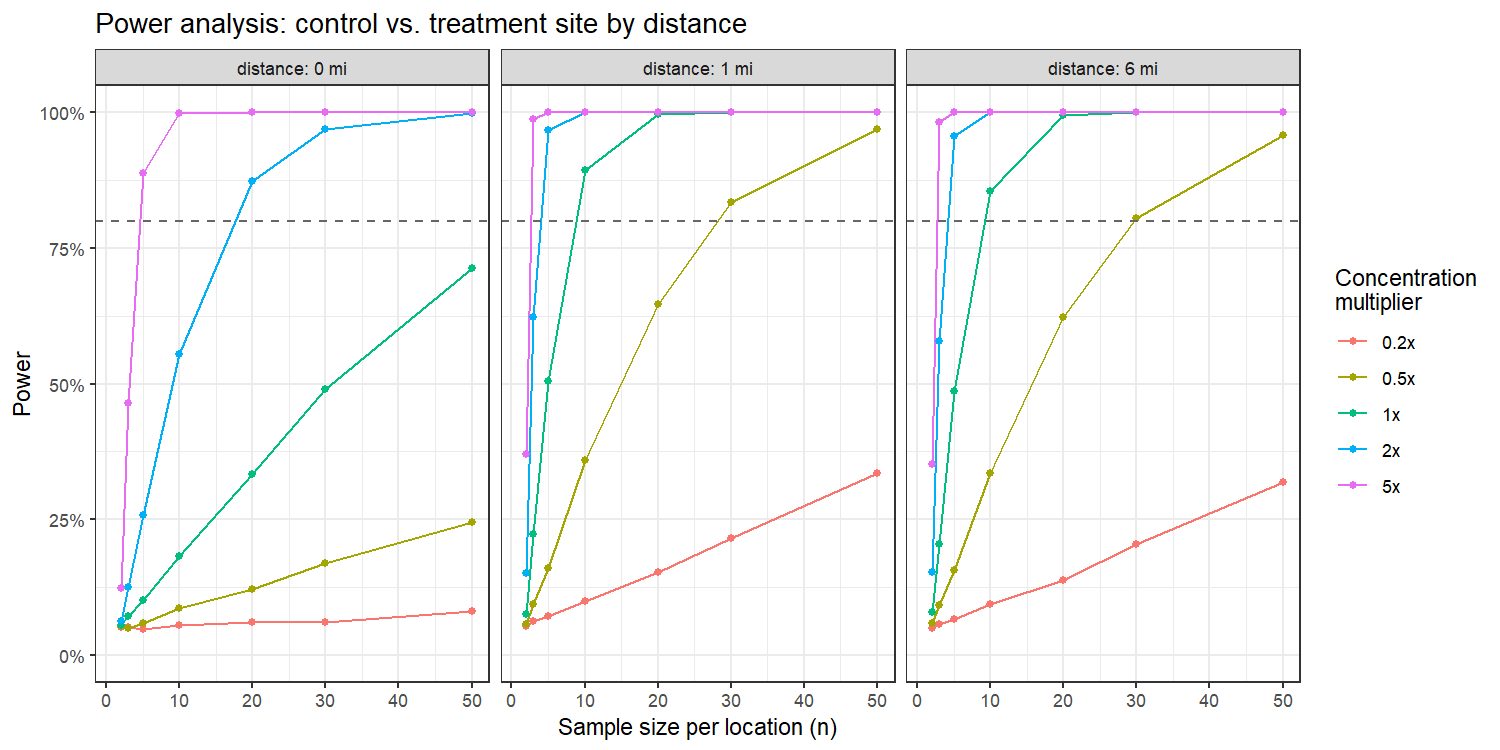 Power analysis: control vs. treatment site by distance
distance: 0 mi
distance: 1 mi
distance: 6 mi
Power
100%
75%
50%
25%
0%
0 10 20 30 40 50
0 10 20 30 40 50
0 10 20 30 40 50
Sample size per location (n)
Concentration
multiplier
0.2x
0.5x
1x
2x
5x